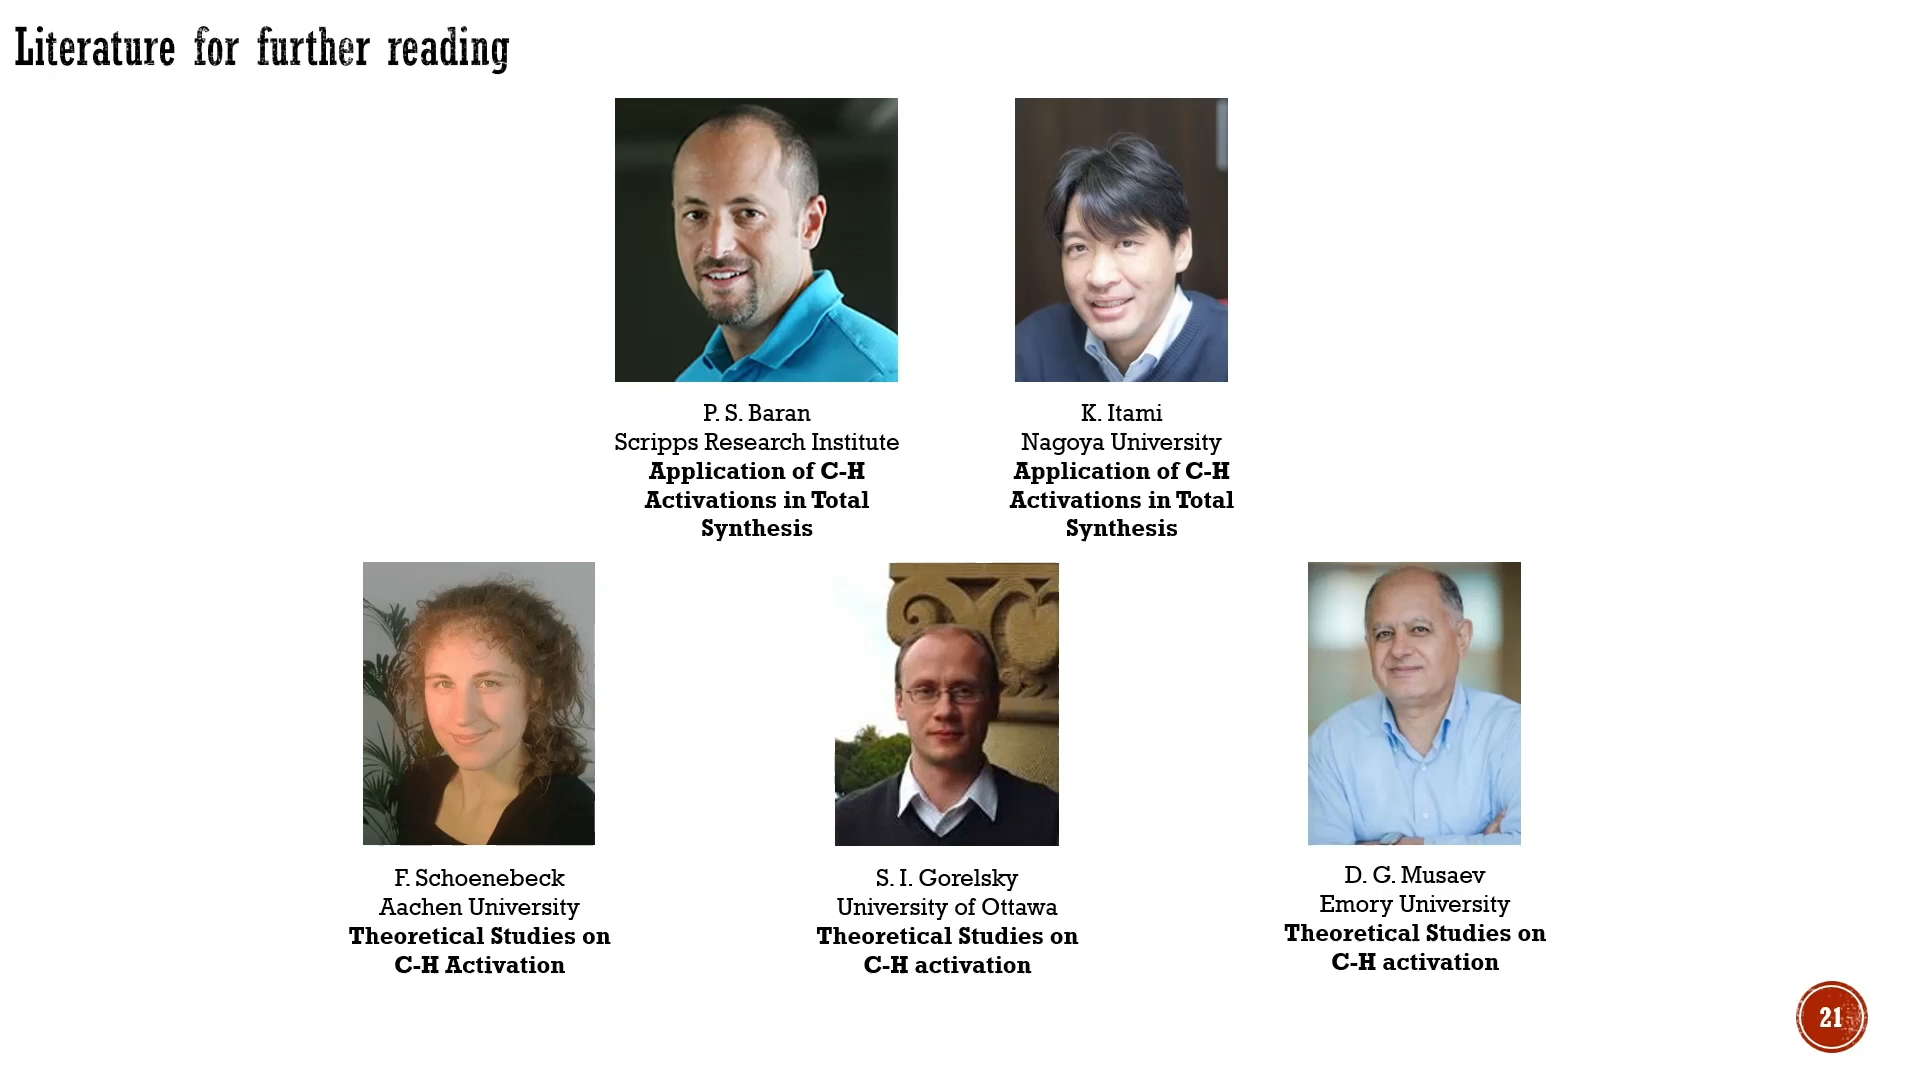 Literature for further reading
P. S. Baran
Scripps Research Institute
Application of C-H
Activations in Total
Synthesis
K. Itami
Nagoya University
Application of C-H
Activations in Total
Synthesis
F. Schoenebeck
Aachen University
Theoretical Studies on
C-H Activation
S. I. Gorelsky
University of Ottawa
Theoretical Studies on
C-H activation
D. G. Musaev
Emory University
Theoretical Studies on
C-H activation
21